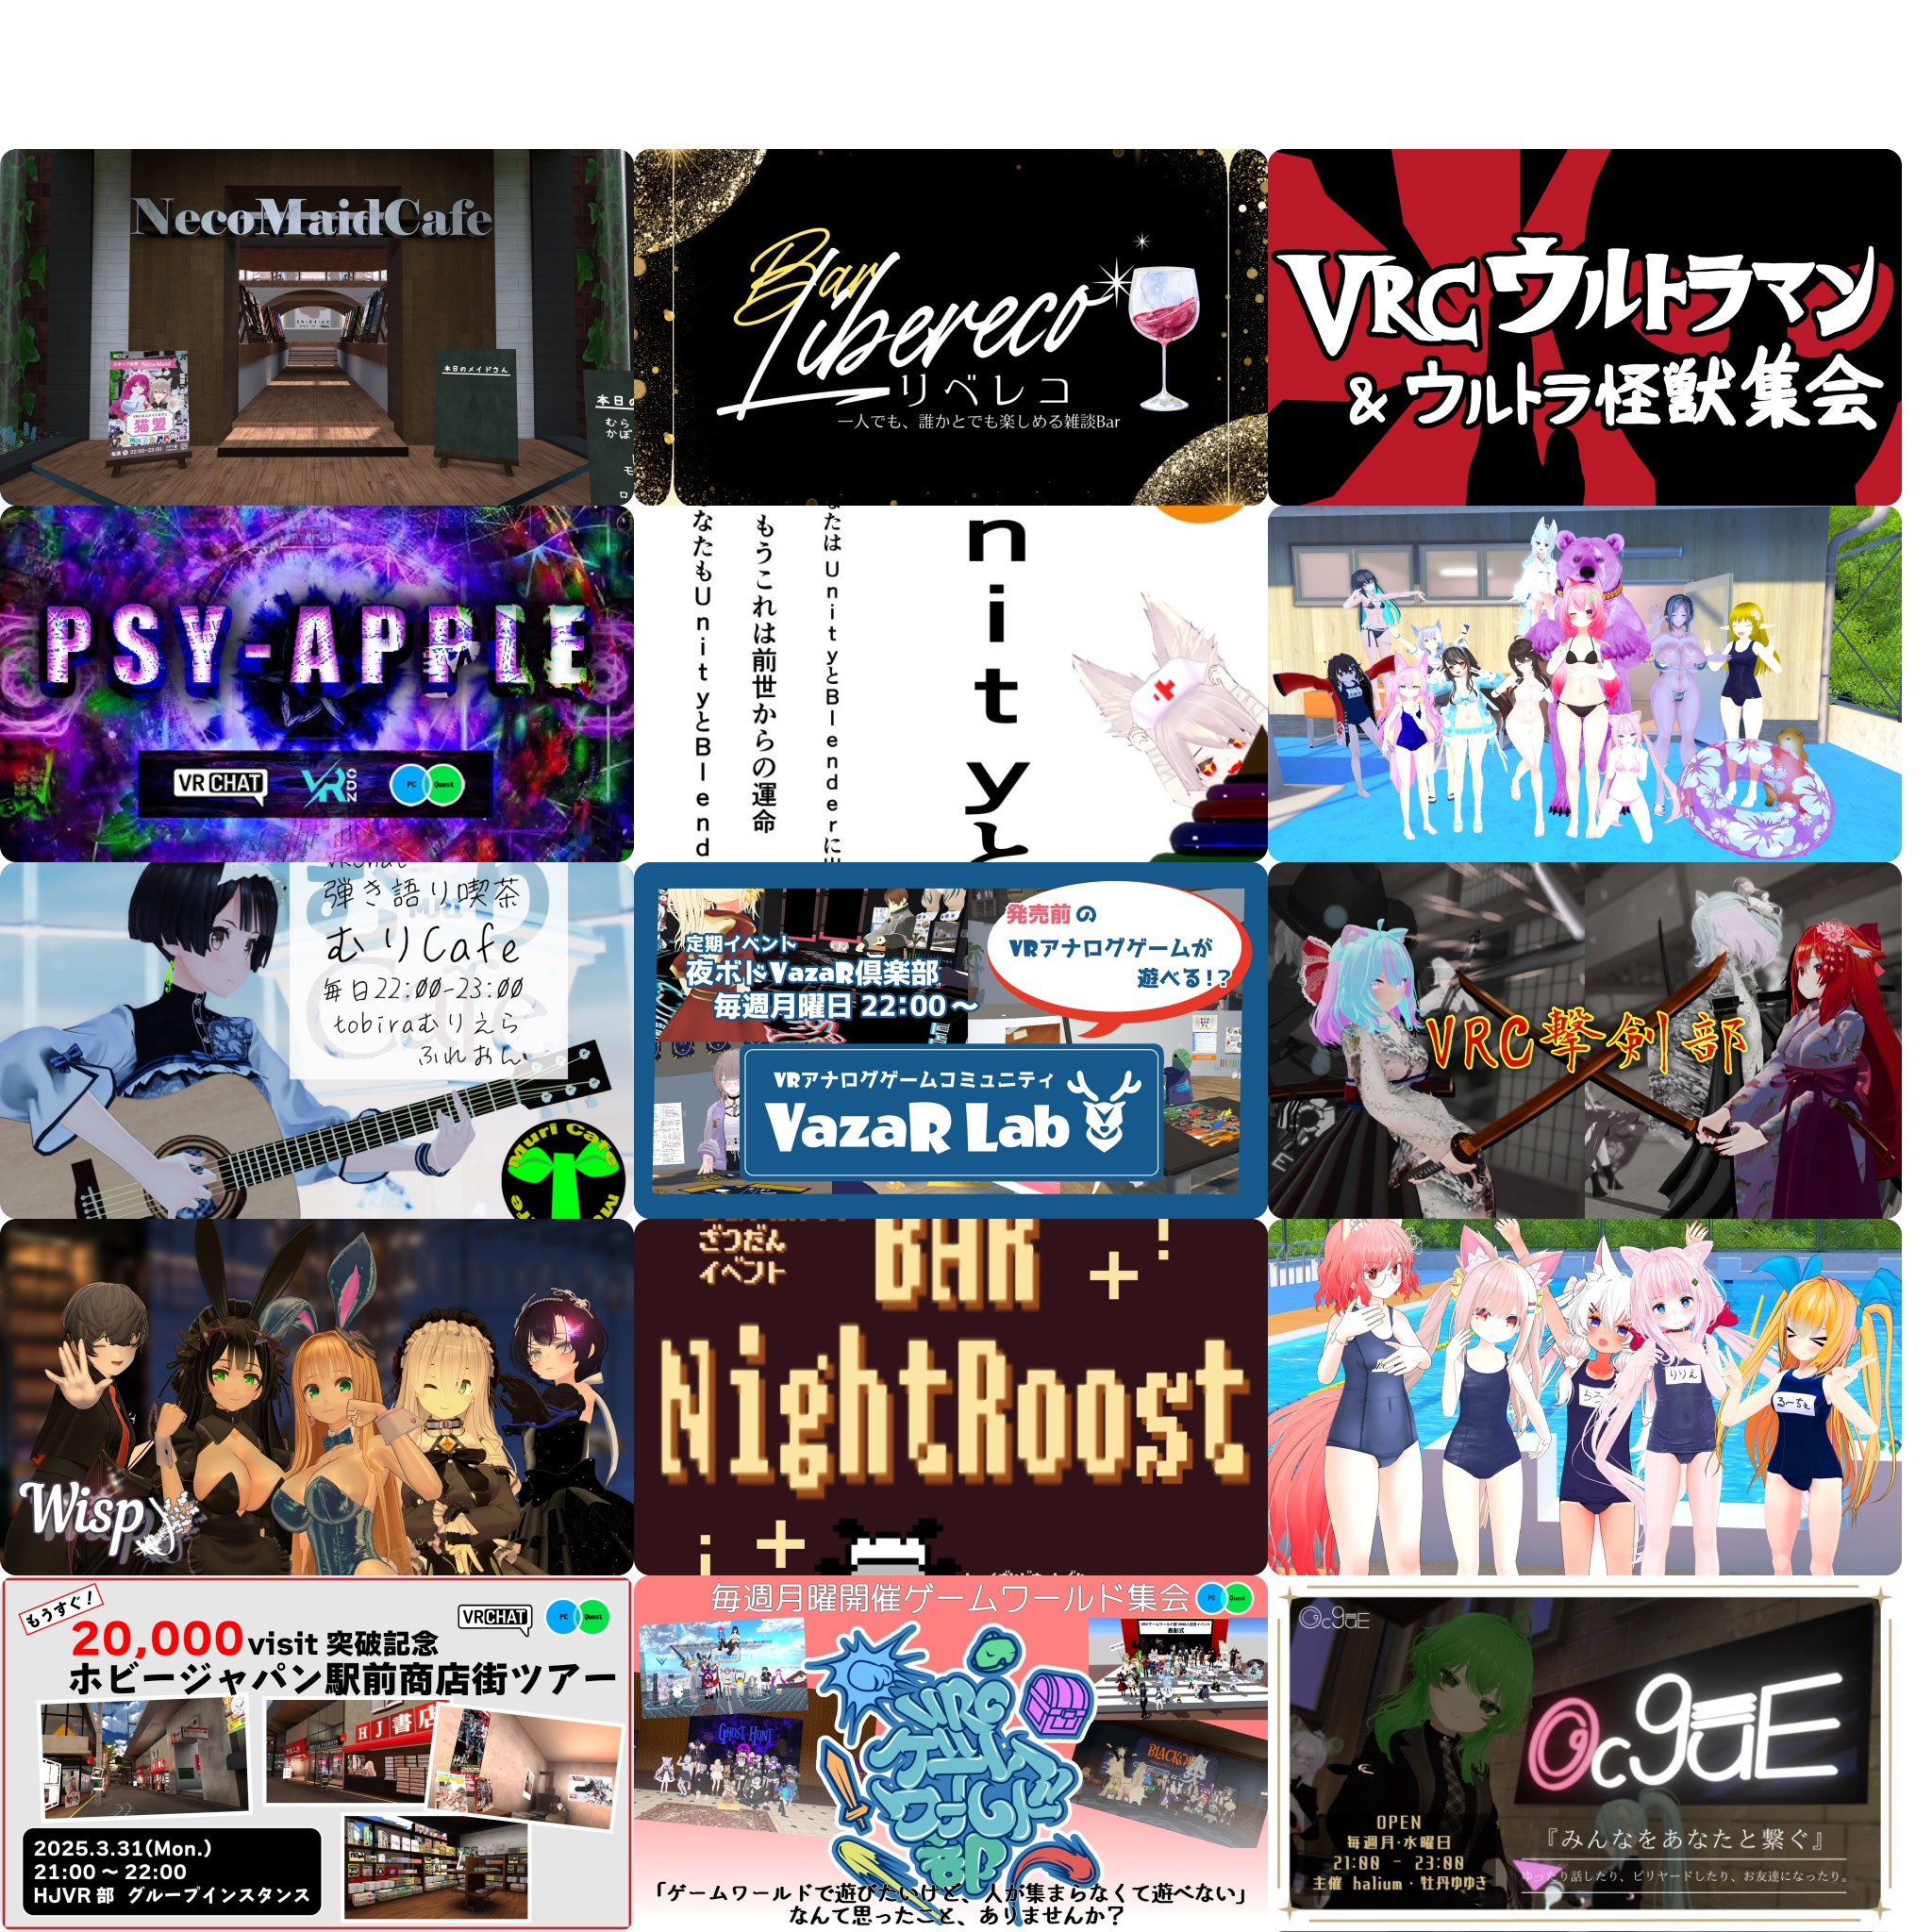 NecoMaidCafe
猫盟
本日のメイドさん
Bar
Libereco
リベレコ
一人でも、誰かとでも楽しめる雑談Bar
VRCウルトラマン
&ウルトラ怪獣集会
PSY-APPLE
VRCHAT
PC
Quest
nityと
たは UnityとBlenderに
もうこれは前世からの運命
なたもUnityとBlend
弾き語り喫茶
むりCafe
毎日22:00-23:00
tobiraむりえら
ふれおん
Muri Cafe
定期イベント
夜ボドVazaR倶楽部
毎週月曜日 22:00 〜
発売前の
VRアナログゲームが
遊べる!?
VRアナログゲームコミュニティ
VazaR Lab
VRC撃剣部
Wisp
ざつだん
イベント
BAR
NightRoost
りりえ
る〜ちぇ
もうすぐ!
20,000visit 突破記念
ホビージャパン駅前商店街ツアー
VRCHAT
PC
Quest
HJ書店
2025.3.31(Mon.)
21:00 〜 22:00
HJVR部 グループインスタンス
毎週月曜開催ゲームワールド集会
PC
Quest
表彰式
GHOST HUNT
VRC
ゲーム
ワールド
部
「ゲームワールドで遊びたいけど、人が集まらなくて遊べない」
なんて思ったこと、ありませんか?
OcguE
OcguE
OPEN
毎週月・水曜日
21:00 - 23:00
主催 halium・牡丹ゆゆき
『みんなをあなたと繋ぐ』
ゆったり話したり、ビリヤードしたり、お友達になったり。